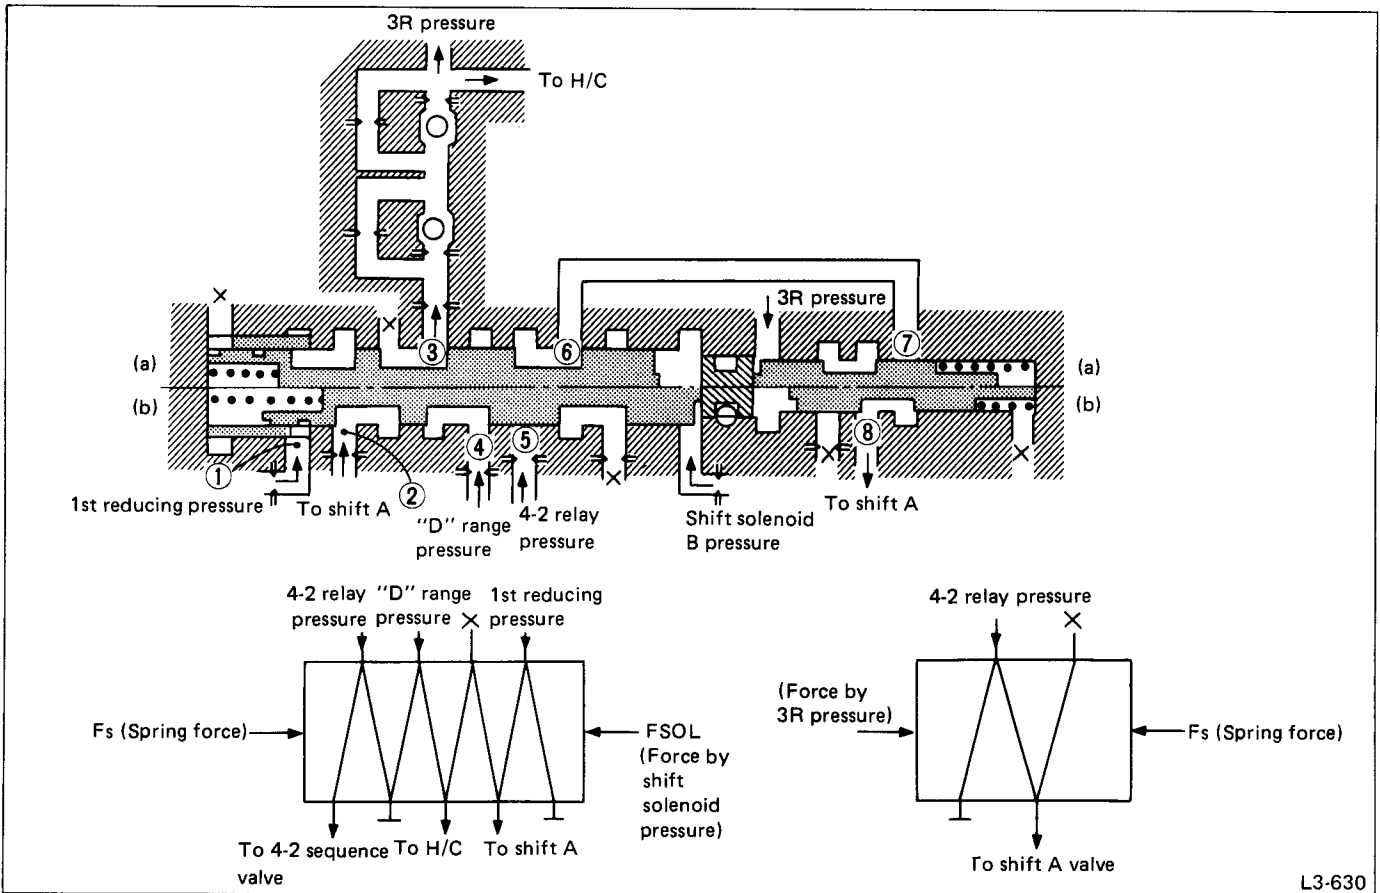 3R pressure
To H/C
3R pressure
(a)
3
6
7
(a)
(b)
(b)
1
2
4
5
8
1st reducing pressure
To shift A
"D" range
pressure
4-2 relay
pressure
Shift solenoid
B pressure
To shift A
4-2 relay
pressure
"D" range
pressure
1st reducing
pressure
4-2 relay pressure
Fs (Spring force)
FSOL
(Force by
shift
solenoid
pressure)
(Force by
3R pressure)
Fs (Spring force)
To 4-2 sequence
valve
To H/C
To shift A
To shift A valve
L3-630